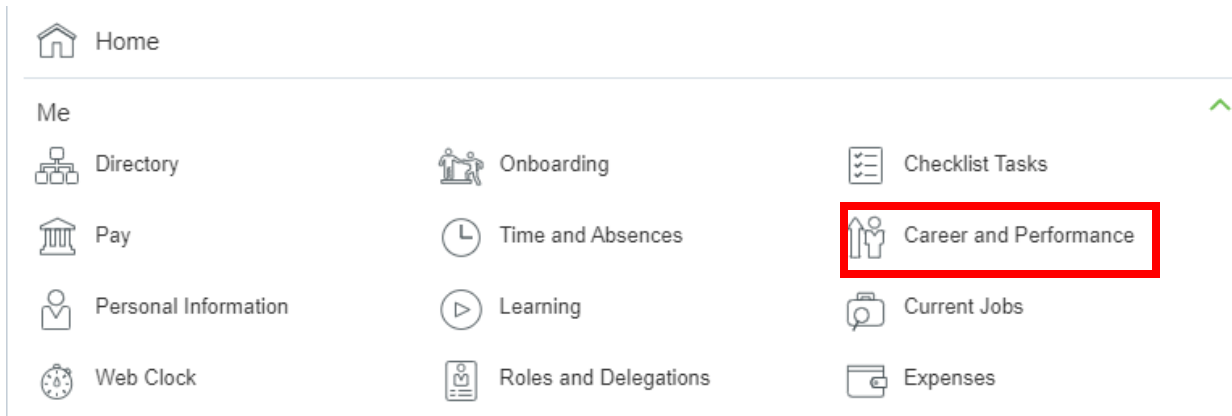 Home
Me
Directory
Onboarding
Checklist Tasks
Pay
Time and Absences
Career and Performance
Personal Information
Learning
Current Jobs
Web Clock
Roles and Delegations
Expenses